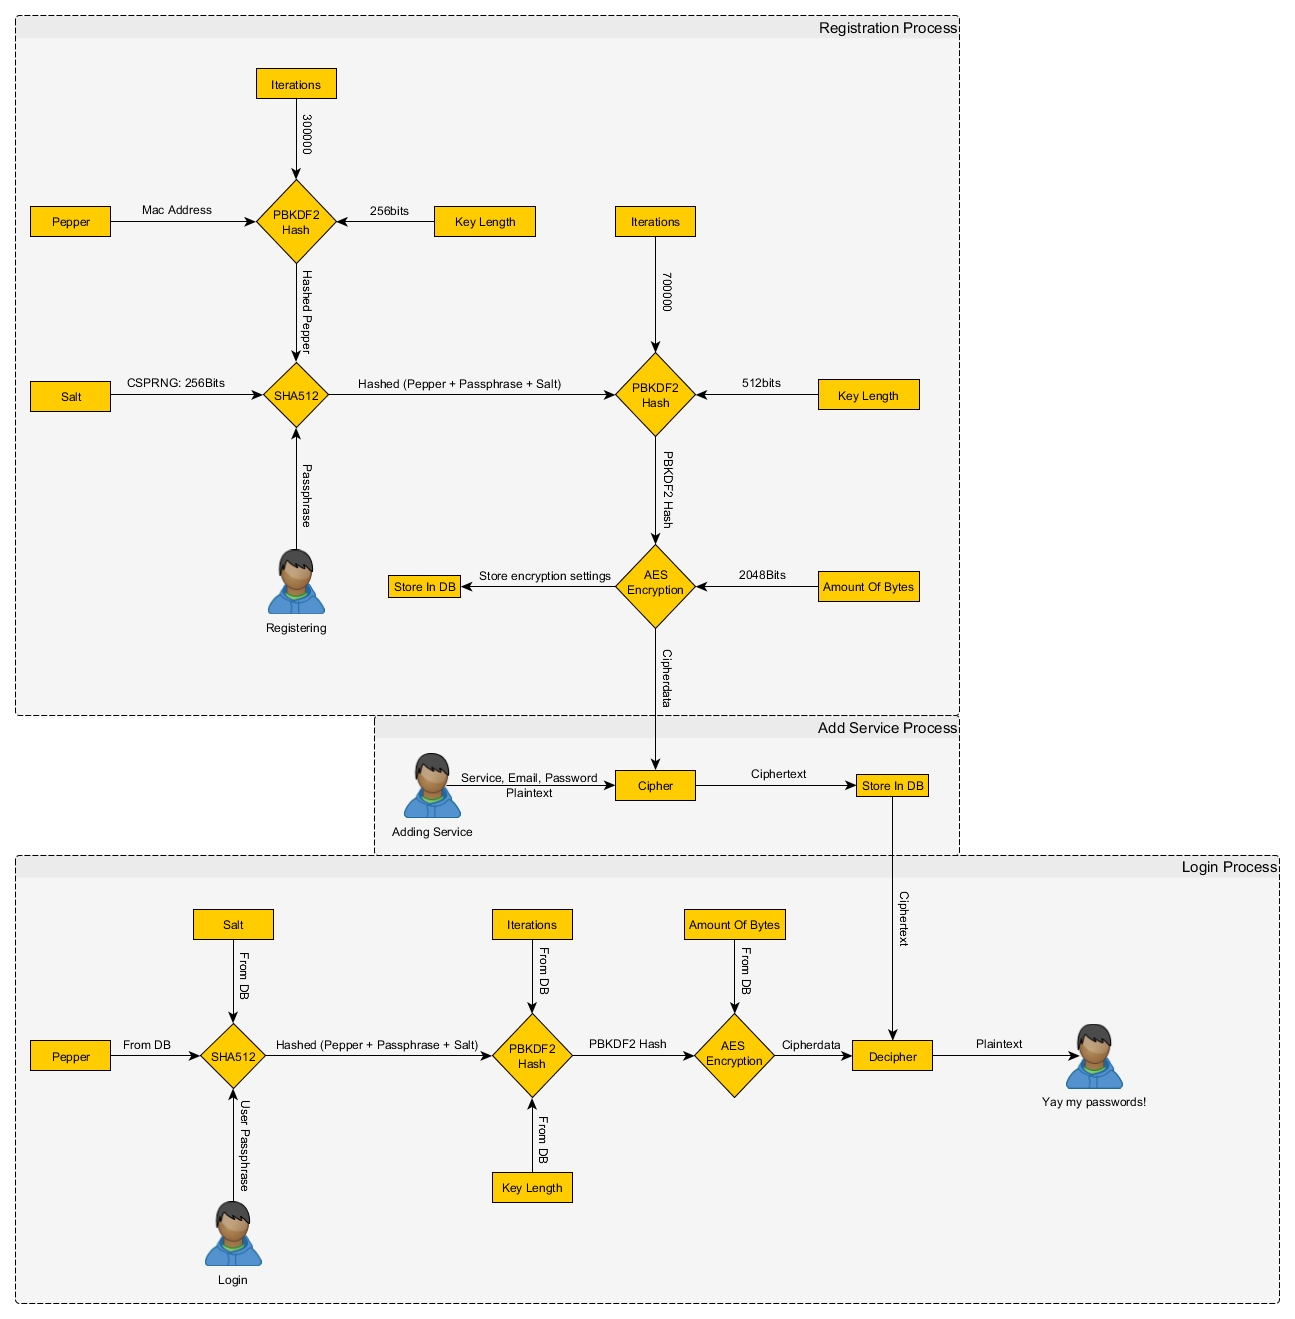 Registration Process
Iterations
300000
Pepper
Mac Address
PBKDF2
Hash
256bits
Key Length
Iterations
Hashed Pepper
700000
Salt
CSPRNG: 256Bits
SHA512
Hashed (Pepper + Passphrase + Salt)
PBKDF2
Hash
512bits
Key Length
Passphrase
PBKDF2 Hash
Registering
Store In DB
Store encryption settings
AES
Encryption
2048Bits
Amount Of Bytes
Cipherdata
Add Service Process
Adding Service
Service, Email, Password
Plaintext
Cipher
Ciphertext
Store In DB
Login Process
Ciphertext
Salt
From DB
Iterations
From DB
Amount Of Bytes
From DB
Pepper
From DB
SHA512
Hashed (Pepper + Passphrase + Salt)
PBKDF2
Hash
PBKDF2 Hash
AES
Encryption
Cipherdata
Decipher
Plaintext
Yay my passwords!
User Passphrase
From DB
Key Length
Login